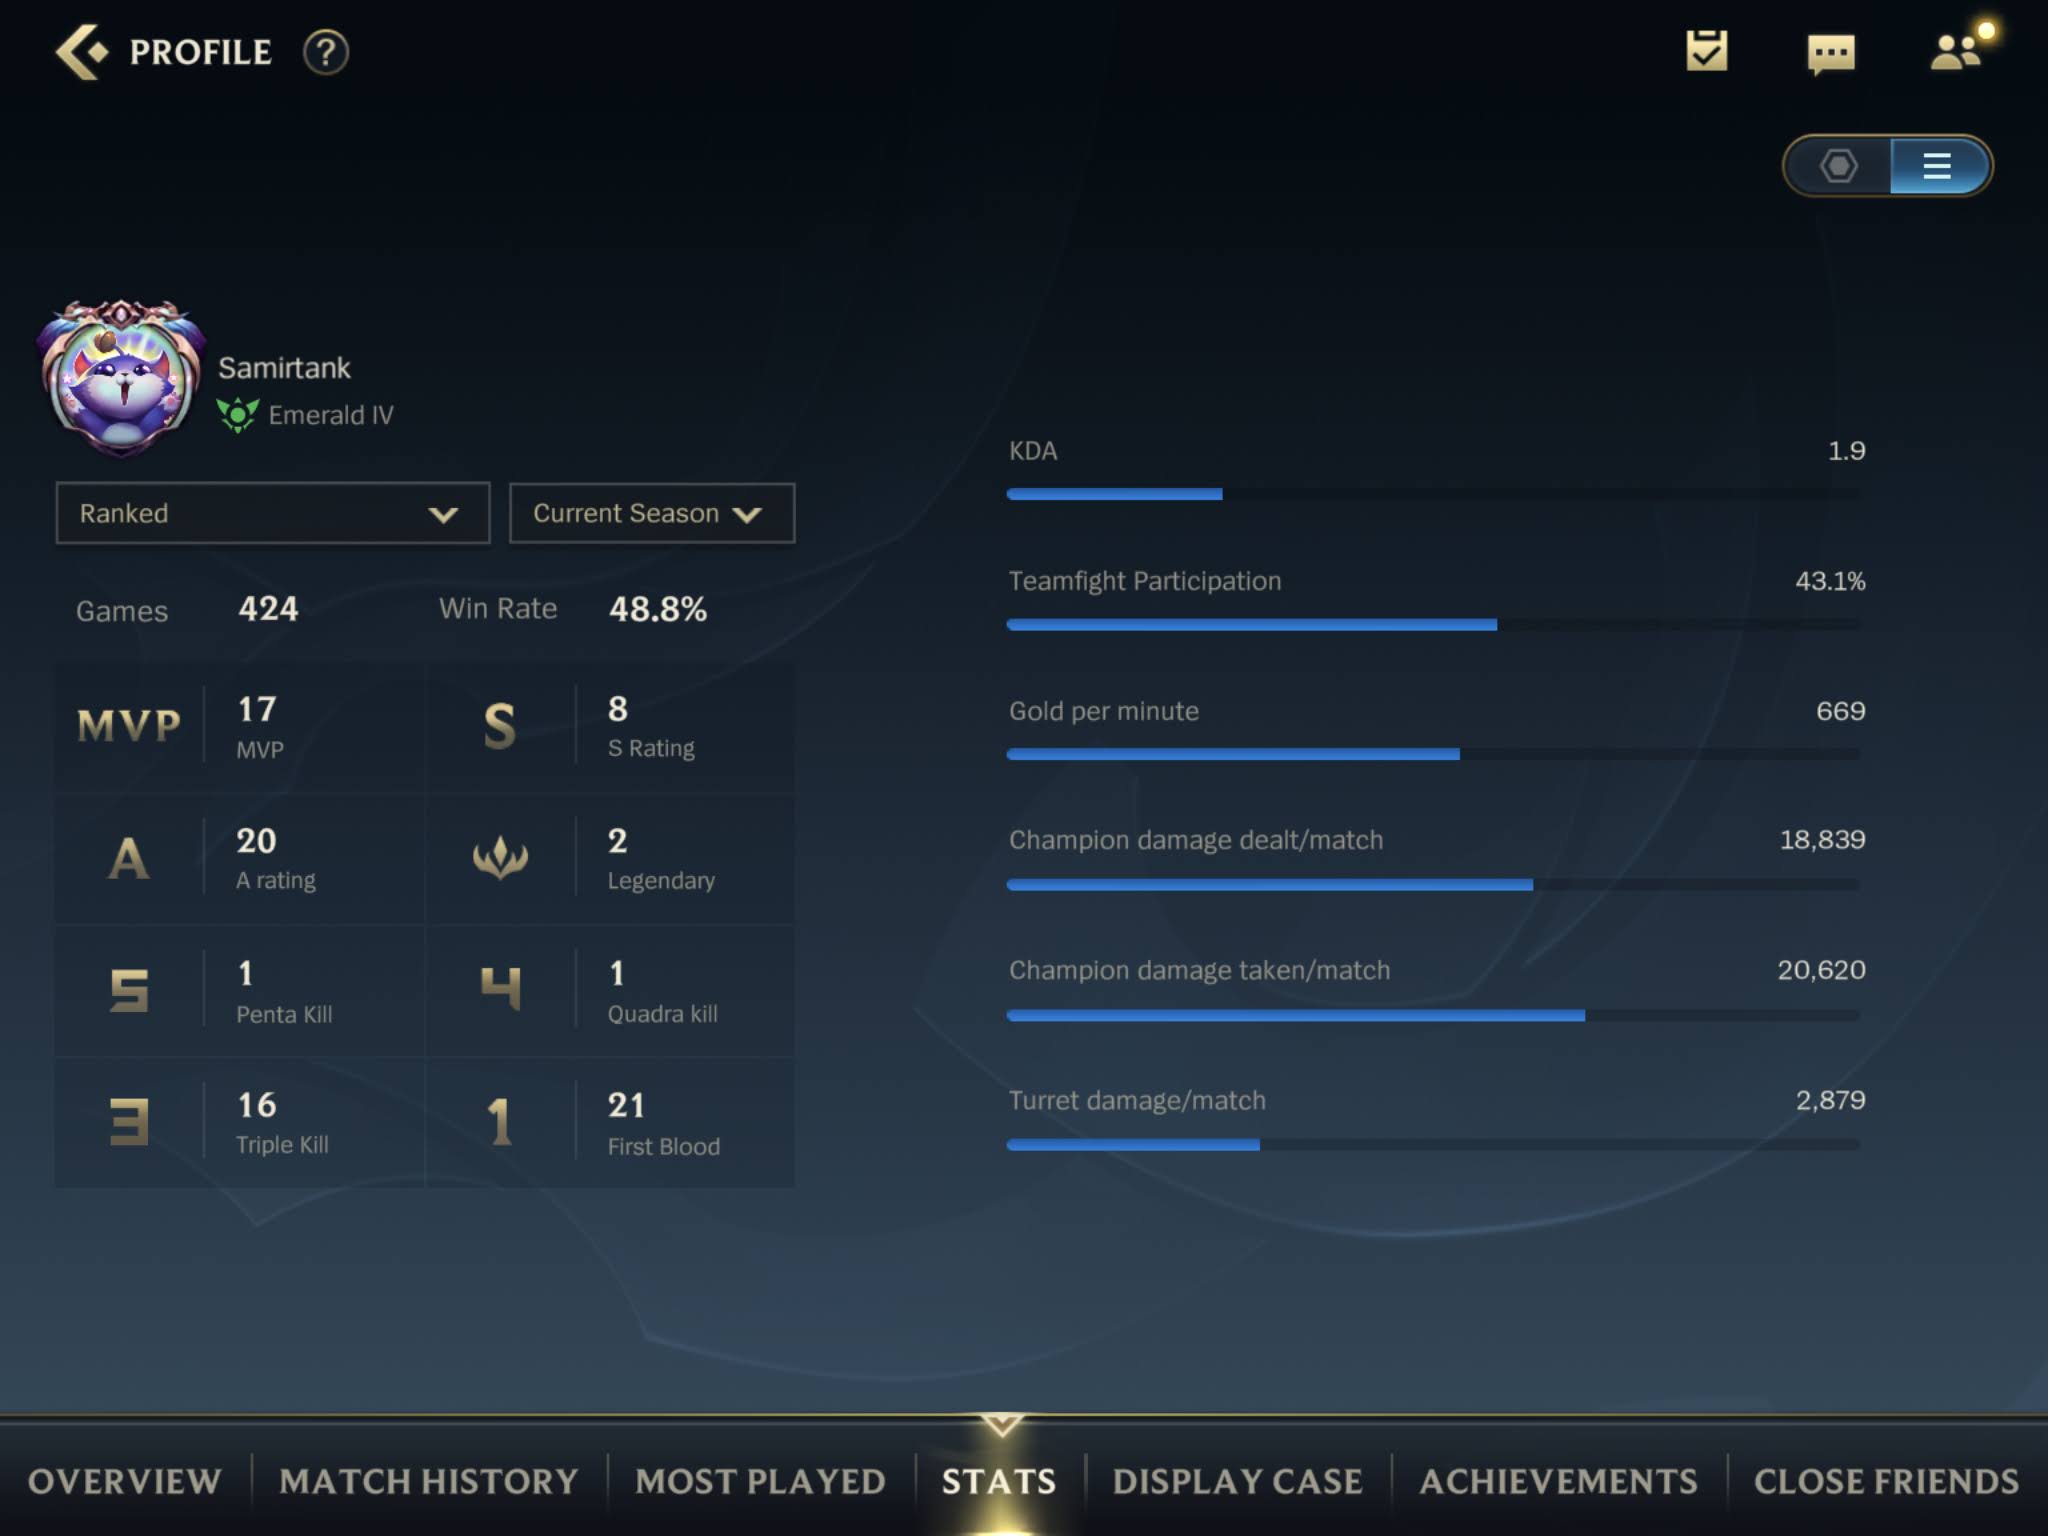 PROFILE ?
Samirtank
Emerald IV
Ranked
Current Season
Games 424 Win Rate 48.8%
MVP 17 MVP
S 8 S Rating
A 20 A rating
2 Legendary
5 1 Penta Kill
4 1 Quadra kill
3 16 Triple Kill
1 21 First Blood
KDA 1.9
Teamfight Participation 43.1%
Gold per minute 669
Champion damage dealt/match 18,839
Champion damage taken/match 20,620
Turret damage/match 2,879
OVERVIEW MATCH HISTORY MOST PLAYED STATS DISPLAY CASE ACHIEVEMENTS CLOSE FRIENDS